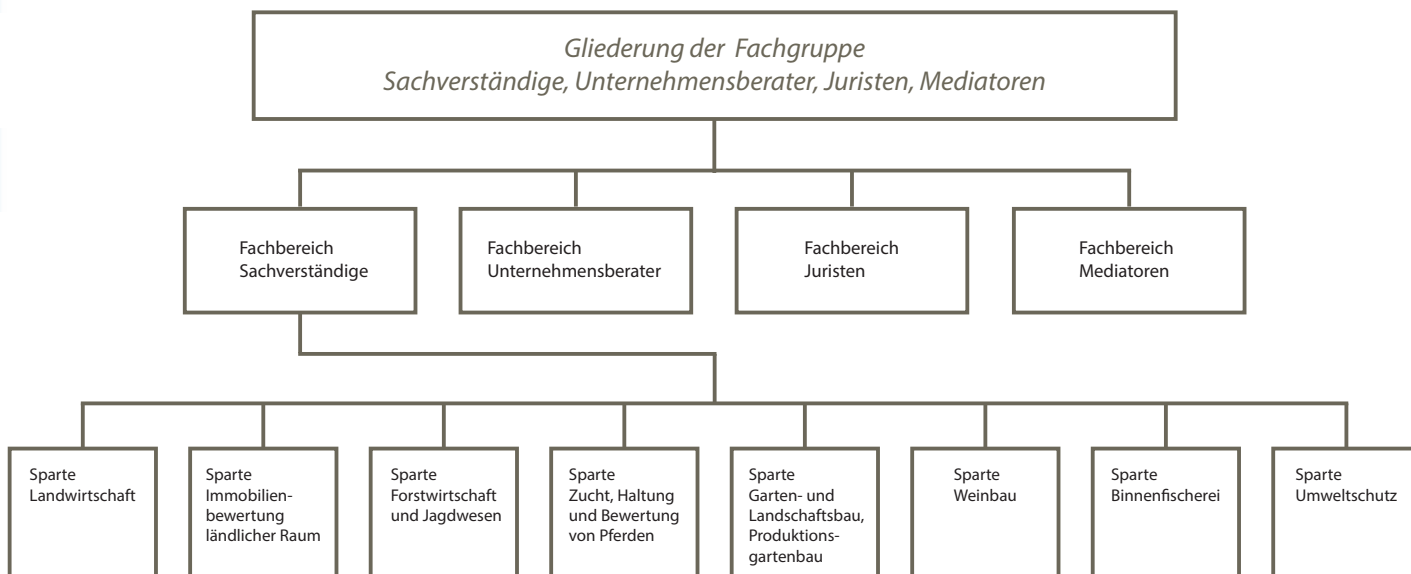 Gliederung der Fachgruppe
Sachverständige, Unternehmensberater, Juristen, Mediatoren
Fachbereich
Sachverständige
Fachbereich
Unternehmensberater
Fachbereich
Juristen
Fachbereich
Mediatoren
Sparte
Landwirtschaft
Sparte
Immobilien-
bewertung
ländlicher Raum
Sparte
Forstwirtschaft
und Jagdwesen
Sparte
Zucht, Haltung
und Bewertung
von Pferden
Sparte
Garten- und
Landschaftsbau,
Produktions-
gartenbau
Sparte
Weinbau
Sparte
Binnenfischerei
Sparte
Umweltschutz